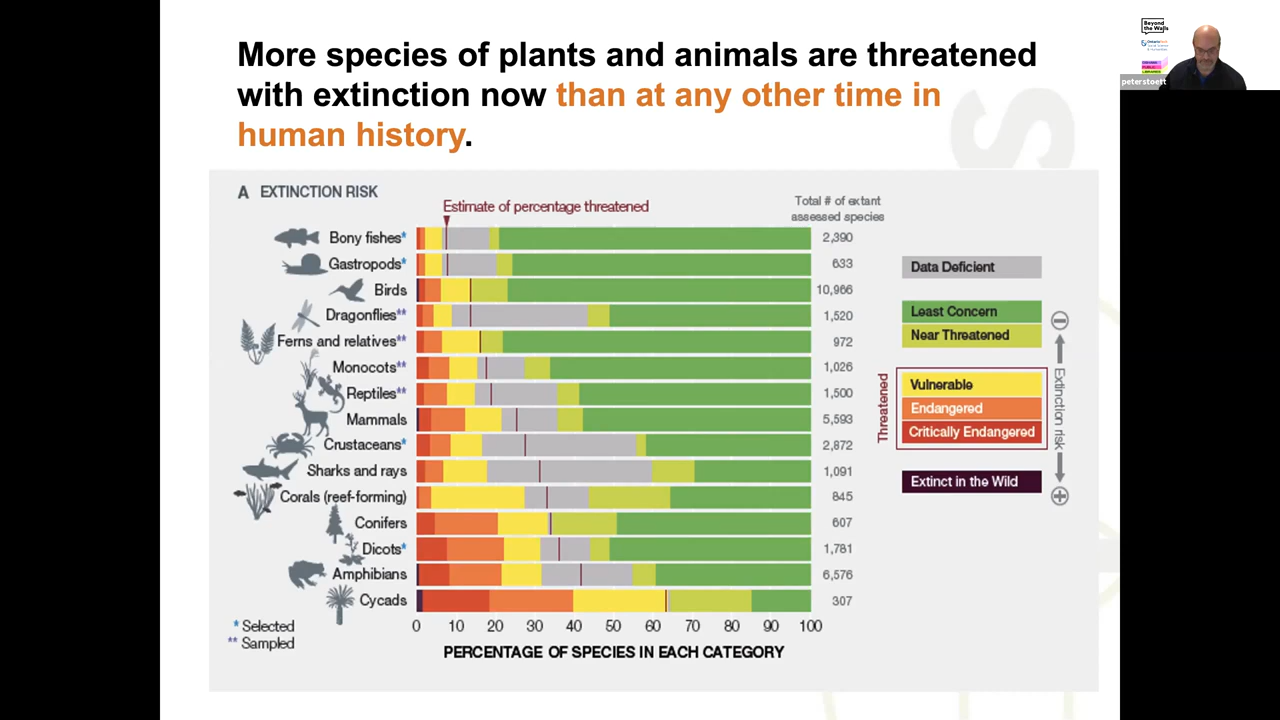 More species of plants and animals are threatened
with extinction now than at any other time in
human history.
A EXTINCTION RISK
Estimate of percentage threatened
Total # of extant
assessed species
Bony fishes* 2,390
Gastropods* 633
Birds 10,966
Dragonflies** 1,520
Ferns and relatives** 972
Monocots** 1,026
Reptiles** 1,500
Mammals 5,593
Crustaceans* 2,872
Sharks and rays 1,091
Corals (reef-forming) 845
Conifers 607
Dicots* 1,781
Amphibians 6,576
Cycads 307
0 10 20 30 40 50 60 70 80 90 100
PERCENTAGE OF SPECIES IN EACH CATEGORY
* Selected
** Sampled
Data Deficient
Least Concern
Near Threatened
Threatened
Vulnerable
Endangered
Critically Endangered
Extinct in the Wild
Extinction risk
Beyond
the Walls
peterstoett